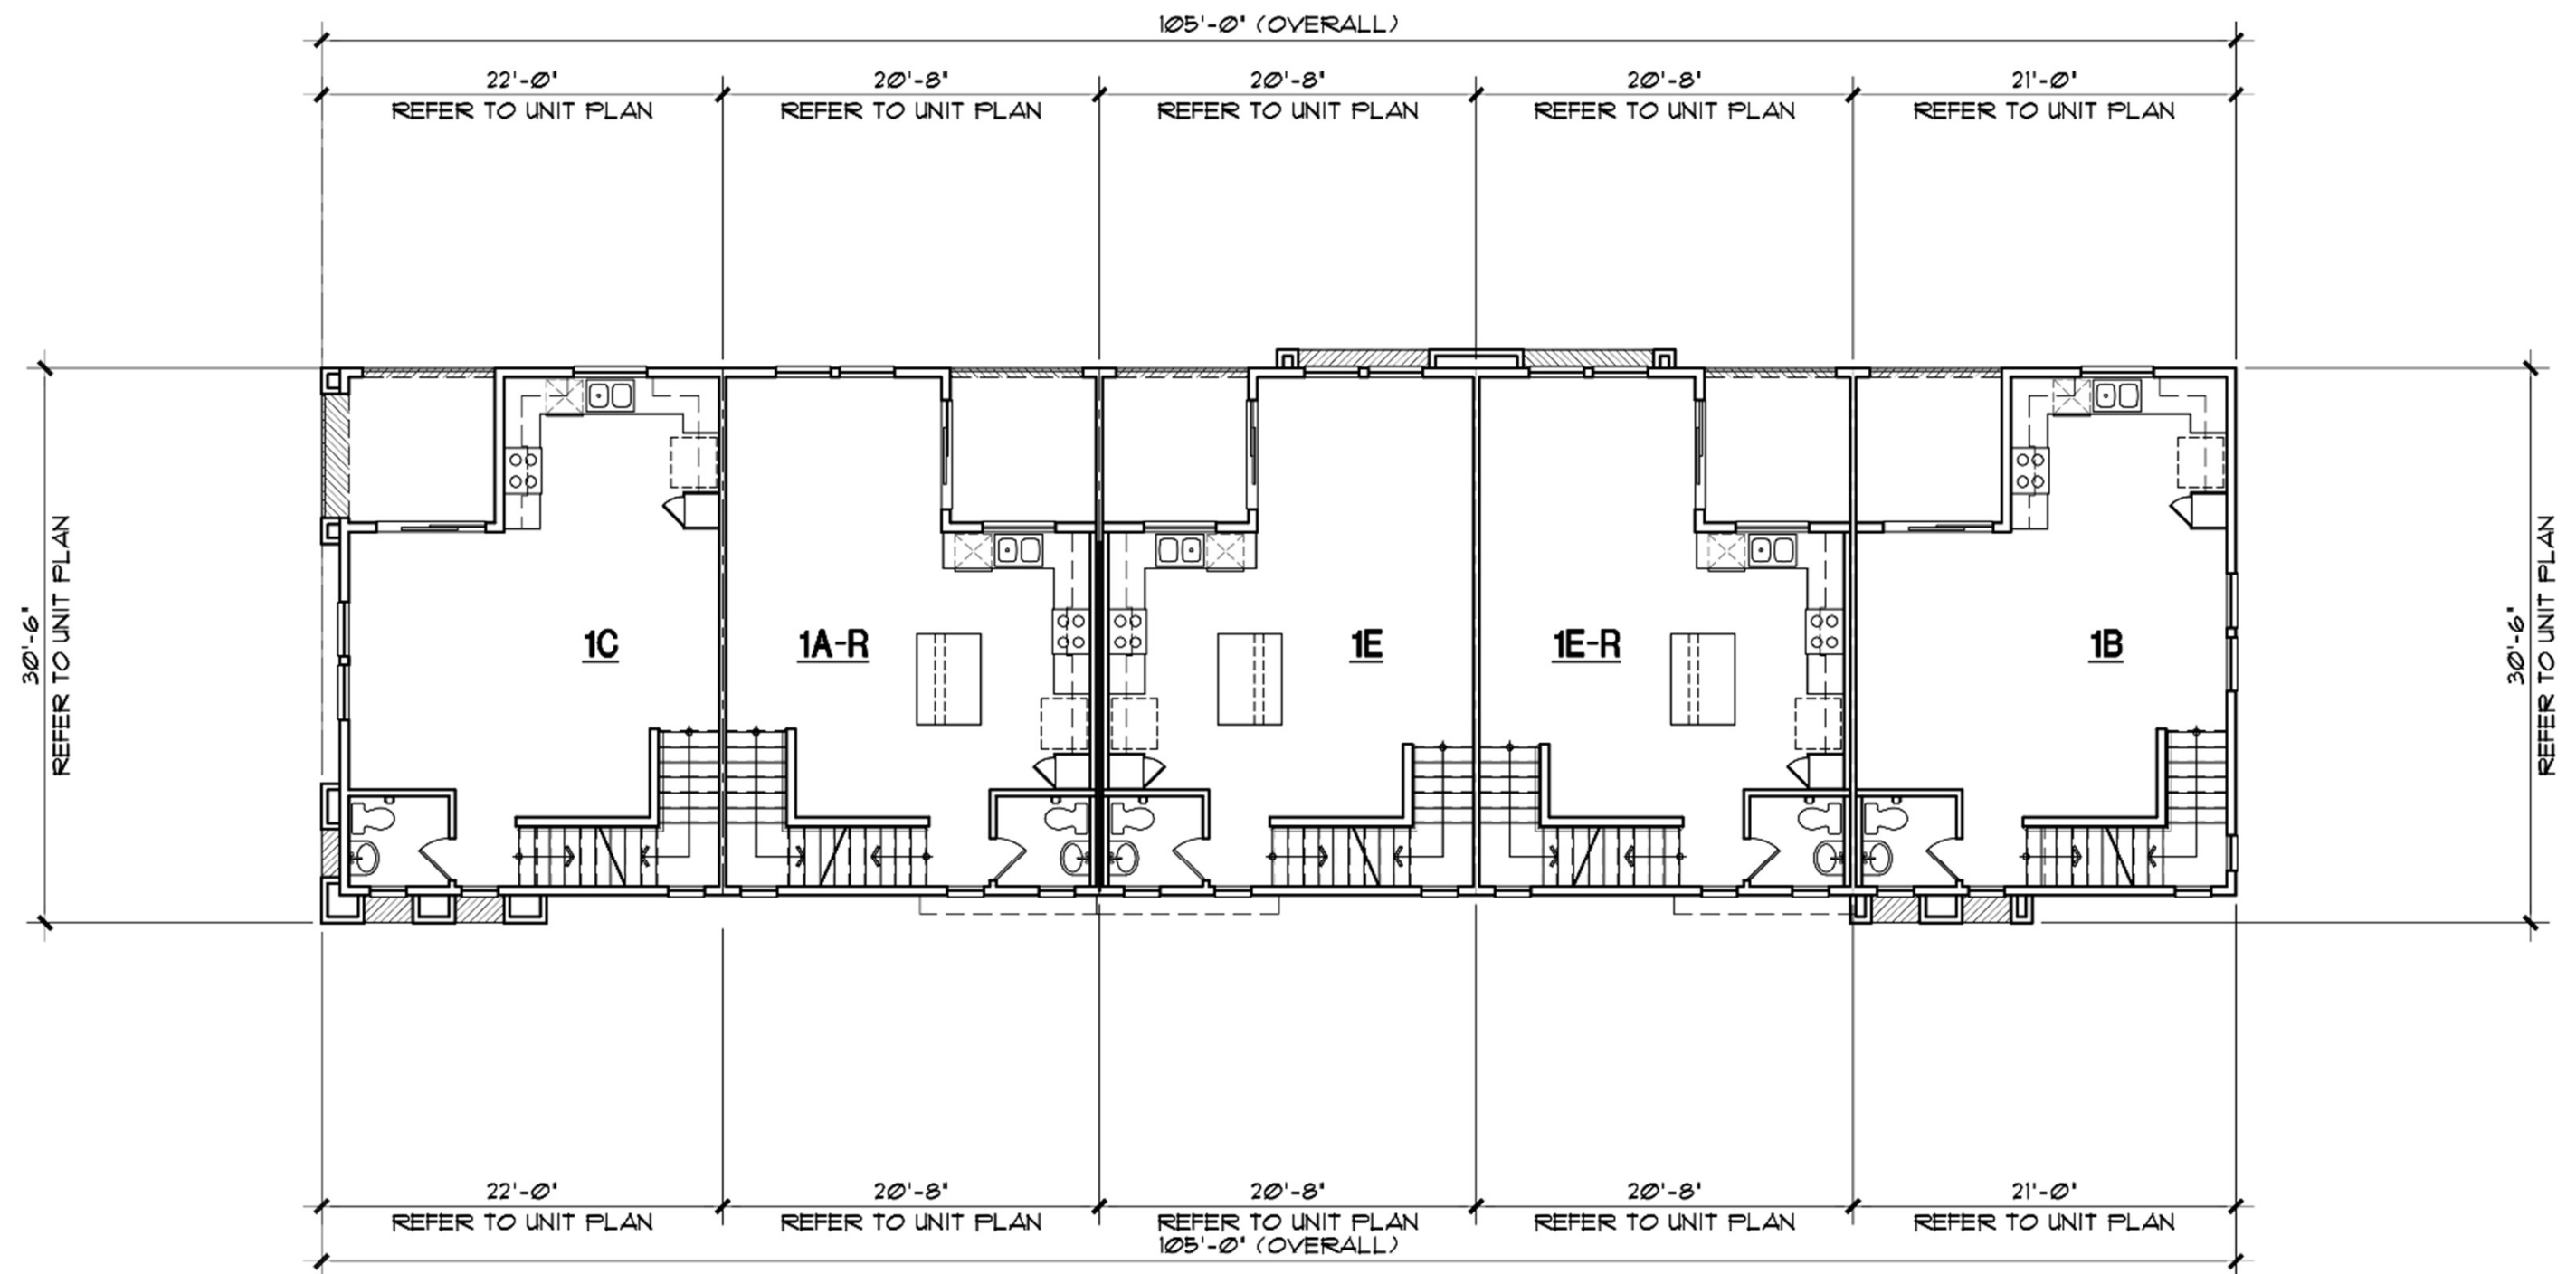 105'-0" (OVERALL)
22'-0" 20'-8" 20'-8" 20'-8" 21'-0"
REFER TO UNIT PLAN REFER TO UNIT PLAN REFER TO UNIT PLAN REFER TO UNIT PLAN REFER TO UNIT PLAN
30'-6"
REFER TO UNIT PLAN
1C 1A-R 1E 1E-R 1B
30'-6"
REFER TO UNIT PLAN
22'-0" 20'-8" 20'-8" 20'-8" 21'-0"
REFER TO UNIT PLAN REFER TO UNIT PLAN REFER TO UNIT PLAN REFER TO UNIT PLAN REFER TO UNIT PLAN
105'-0" (OVERALL)